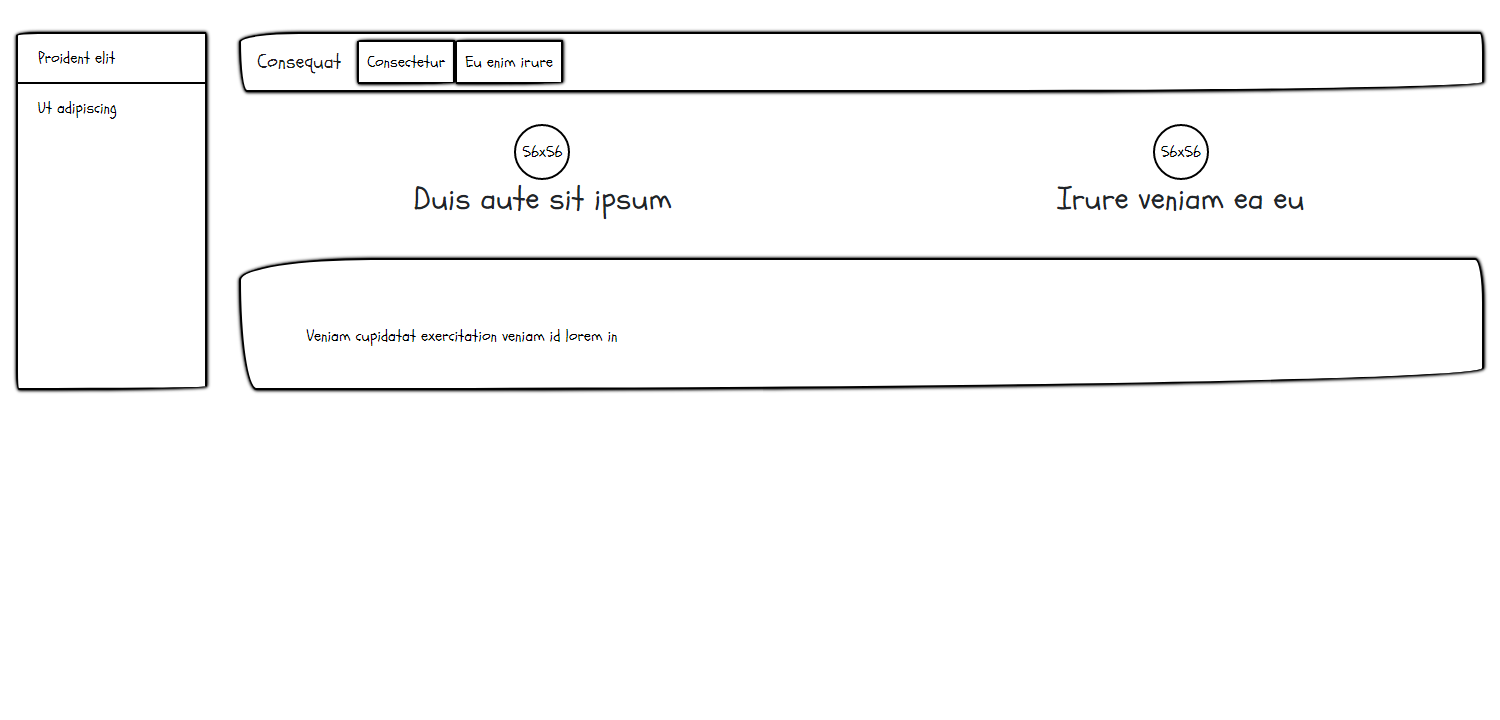 Proident elit
Ut adipiscing
Consequat
Consectetur
Eu enim irure
56x56
Duis aute sit ipsum
56x56
Irure veniam ea eu
Veniam cupidatat exercitation veniam id lorem in